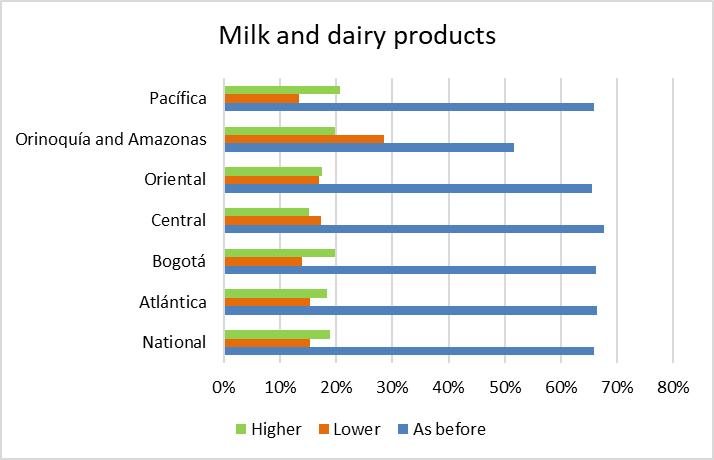 Milk and dairy products
Pacífica
Orinoquía and Amazonas
Oriental
Central
Bogotá
Atlántica
National
0% 10% 20% 30% 40% 50% 60% 70% 80%
Higher Lower As before